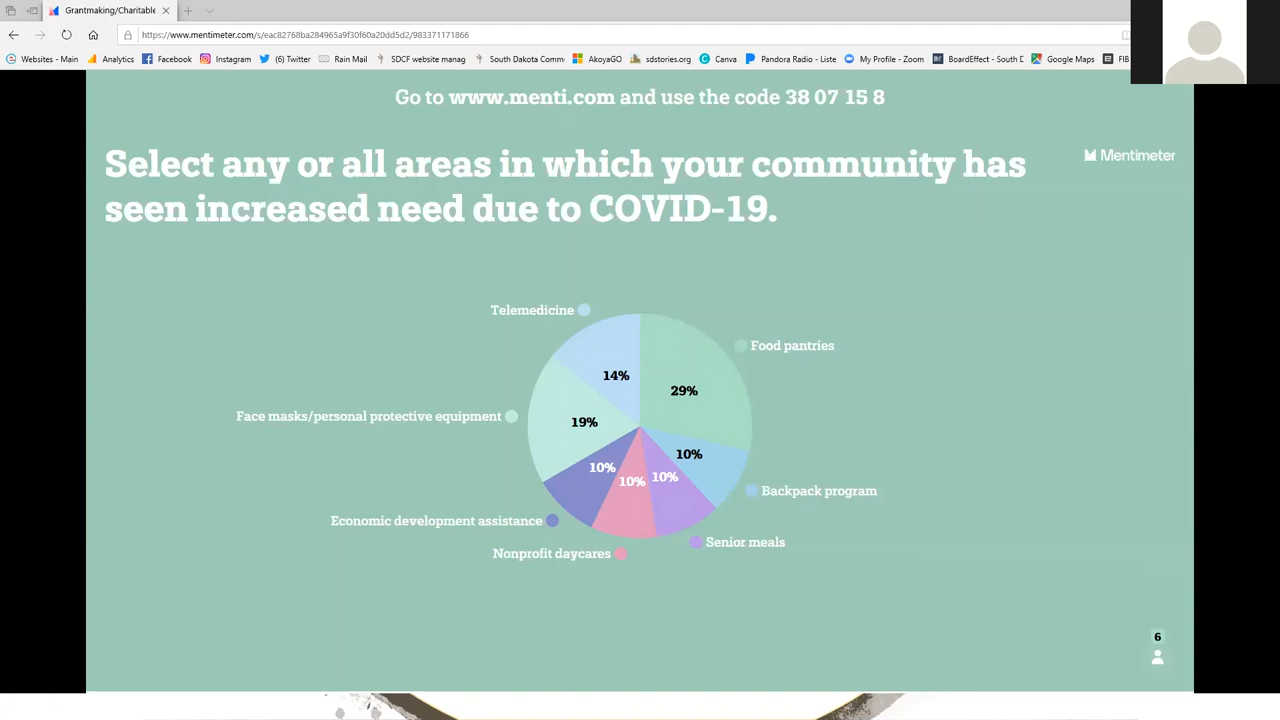 Grantmaking/Charitable
https://www.mentimeter.com/s/eac82768ba284965a9f30f60a20dd5d2/983371171866
Websites - Main Analytics Facebook Instagram (6) Twitter Rain Mail SDCF website manag South Dakota Comm AkoyaGO sdstories.org Canva Pandora Radio - Liste My Profile - Zoom BoardEffect - South D Google Maps FIB
Go to www.menti.com and use the code 38 07 15 8
Mentimeter
Select any or all areas in which your community has
seen increased need due to COVID-19.
Telemedicine
Food pantries
14%
29%
Face masks/personal protective equipment
19%
10%
10%
10%
10%
Backpack program
Economic development assistance
Senior meals
Nonprofit daycares
6